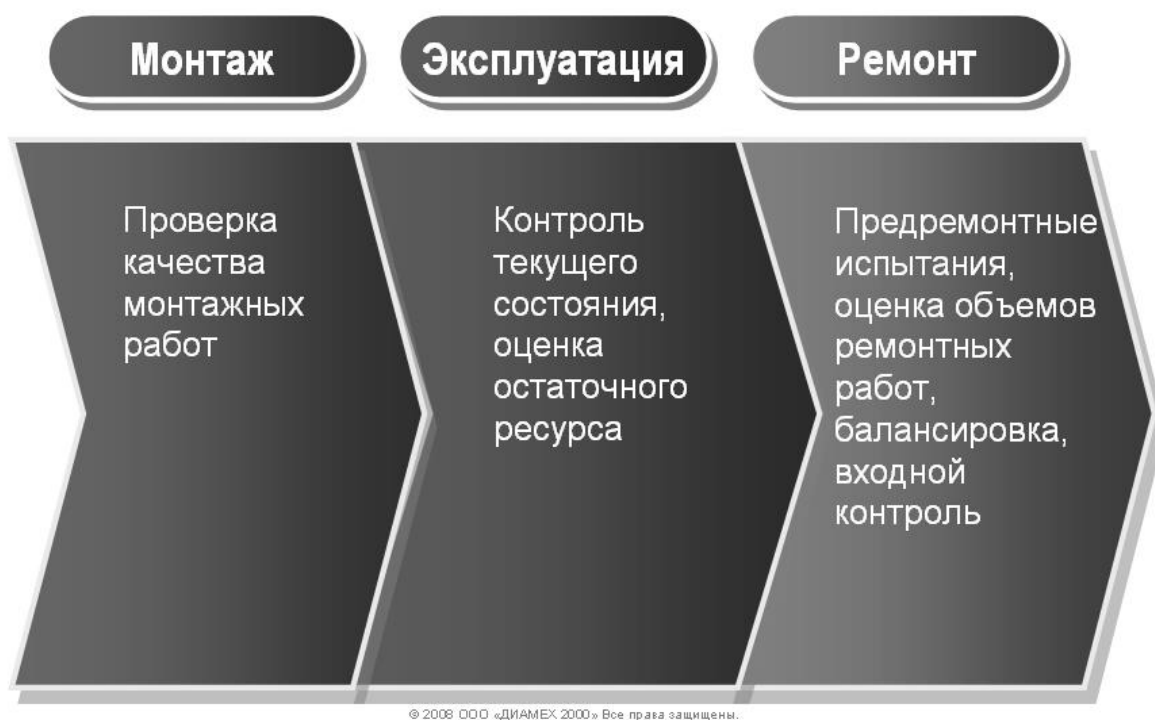 Монтаж
Эксплуатация
Ремонт
Проверка
качества
монтажных
работ
Контроль
текущего
состояния,
оценка
остаточного
ресурса
Предремонтные
испытания,
оценка объемов
ремонтных
работ,
балансировка,
входной
контроль
© 2008 ООО «ДИАМЕХ 2000» Все права защищены.